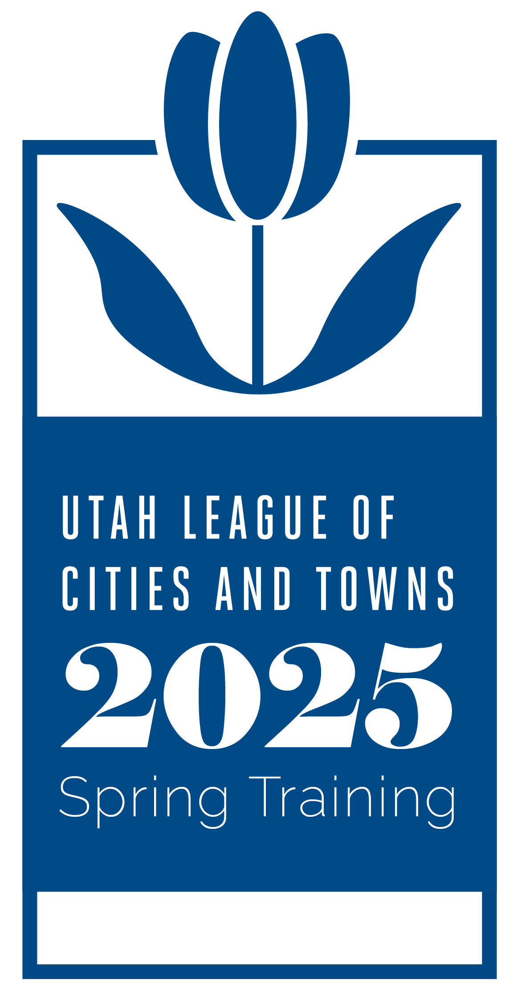 UTAH LEAGUE OF
CITIES AND TOWNS
2025
Spring Training